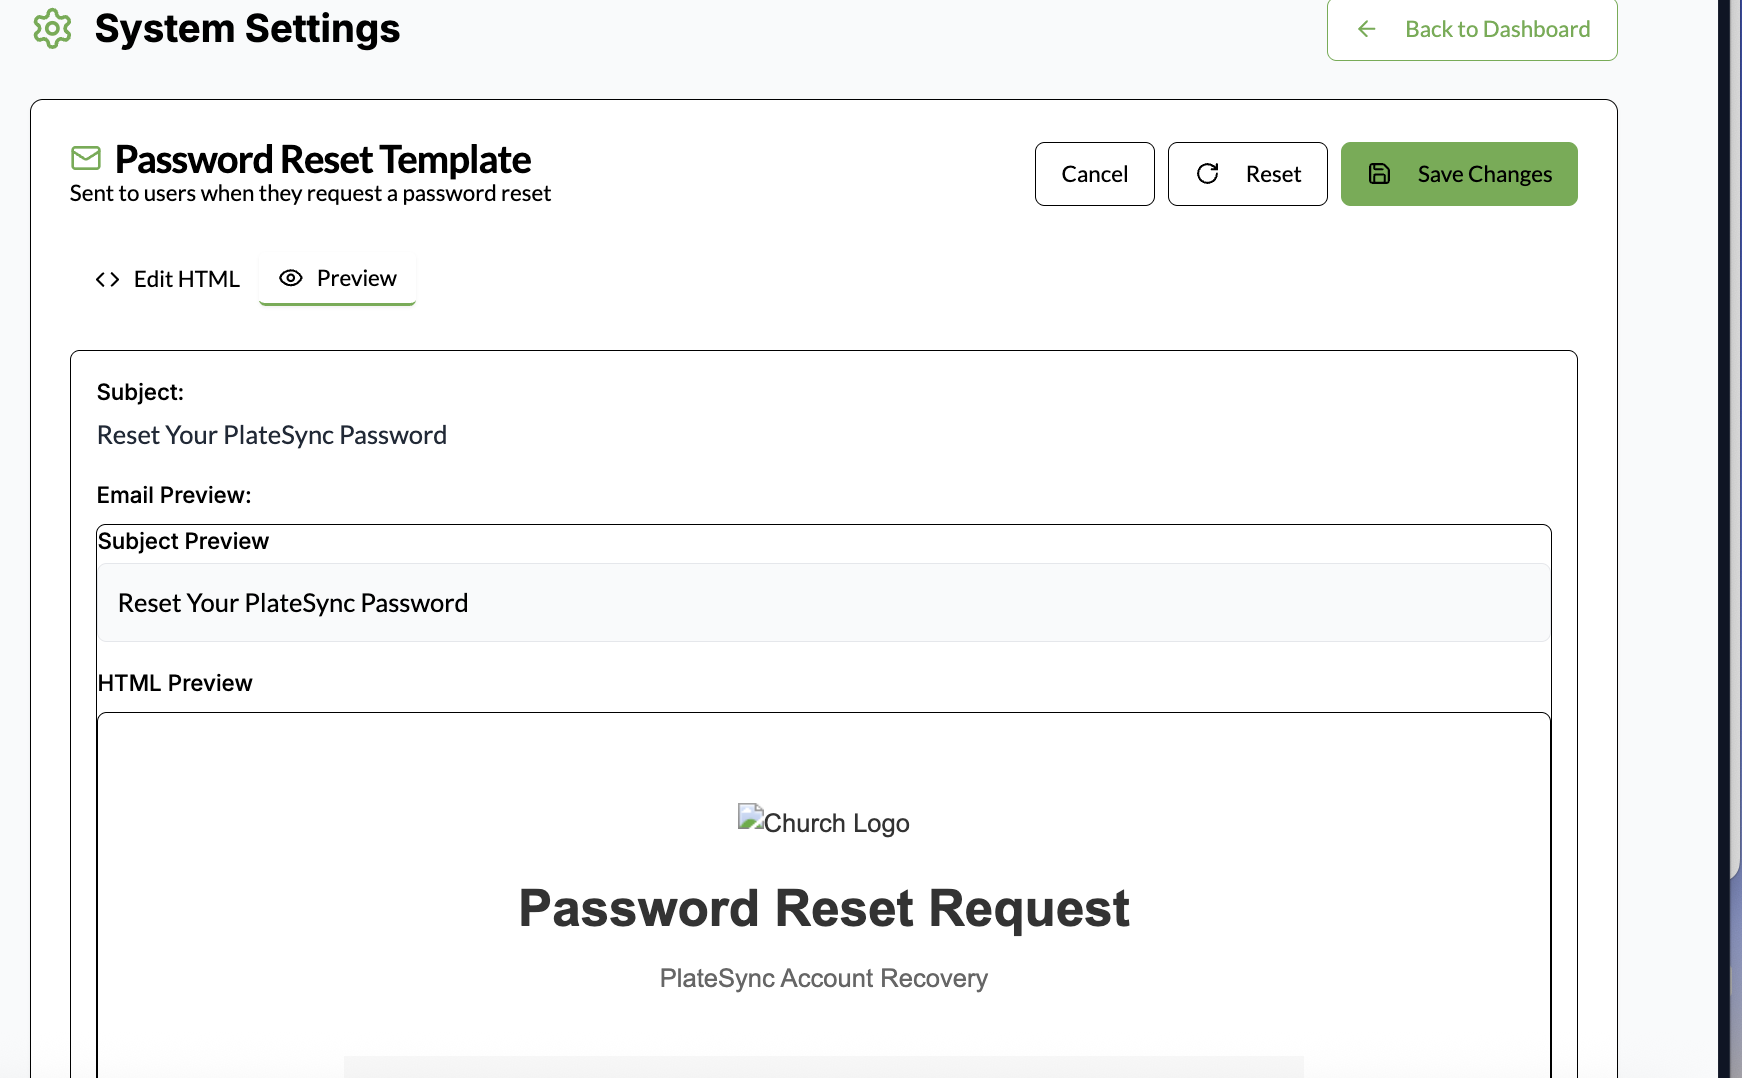 System Settings
Back to Dashboard
Password Reset Template
Sent to users when they request a password reset
Cancel
Reset
Save Changes
Edit HTML
Preview
Subject:
Reset Your PlateSync Password
Email Preview:
Subject Preview
Reset Your PlateSync Password
HTML Preview
Church Logo
Password Reset Request
PlateSync Account Recovery